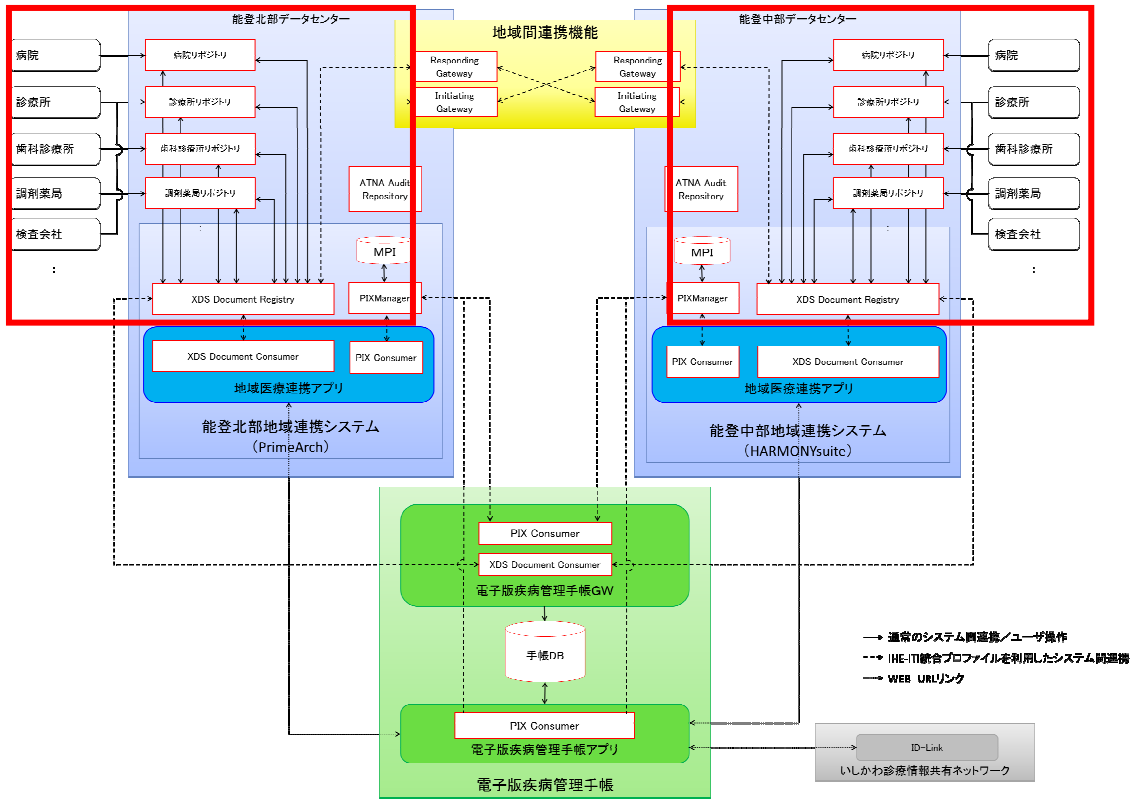 能登北部データセンター
病院
診療所
歯科診療所
調剤薬局
検査会社
:
病院リポジトリ
診療所リポジトリ
歯科診療所リポジトリ
調剤薬局リポジトリ
:
ATNA Audit
Repository
MPI
XDS Document Registry
PIXManager
XDS Document Consumer
PIX Consumer
地域医療連携アプリ
能登北部地域連携システム
（PrimeArch）
地域間連携機能
Responding
Gateway
Responding
Gateway
Initiating
Gateway
Initiating
Gateway
能登中部データセンター
病院リポジトリ
診療所リポジトリ
歯科診療所リポジトリ
調剤薬局リポジトリ
:
病院
診療所
歯科診療所
調剤薬局
検査会社
:
ATNA Audit
Repository
MPI
PIXManager
XDS Document Registry
PIX Consumer
XDS Document Consumer
地域医療連携アプリ
能登中部地域連携システム
（HARMONYsuite）
PIX Consumer
XDS Document Consumer
電子版疾病管理手帳GW
手帳DB
PIX Consumer
電子版疾病管理手帳アプリ
電子版疾病管理手帳
通常のシステム間連携／ユーザ操作
IHE-ITI統合プロファイルを利用したシステム間連携
WEB URLリンク
ID-Link
いしかわ診療情報共有ネットワーク